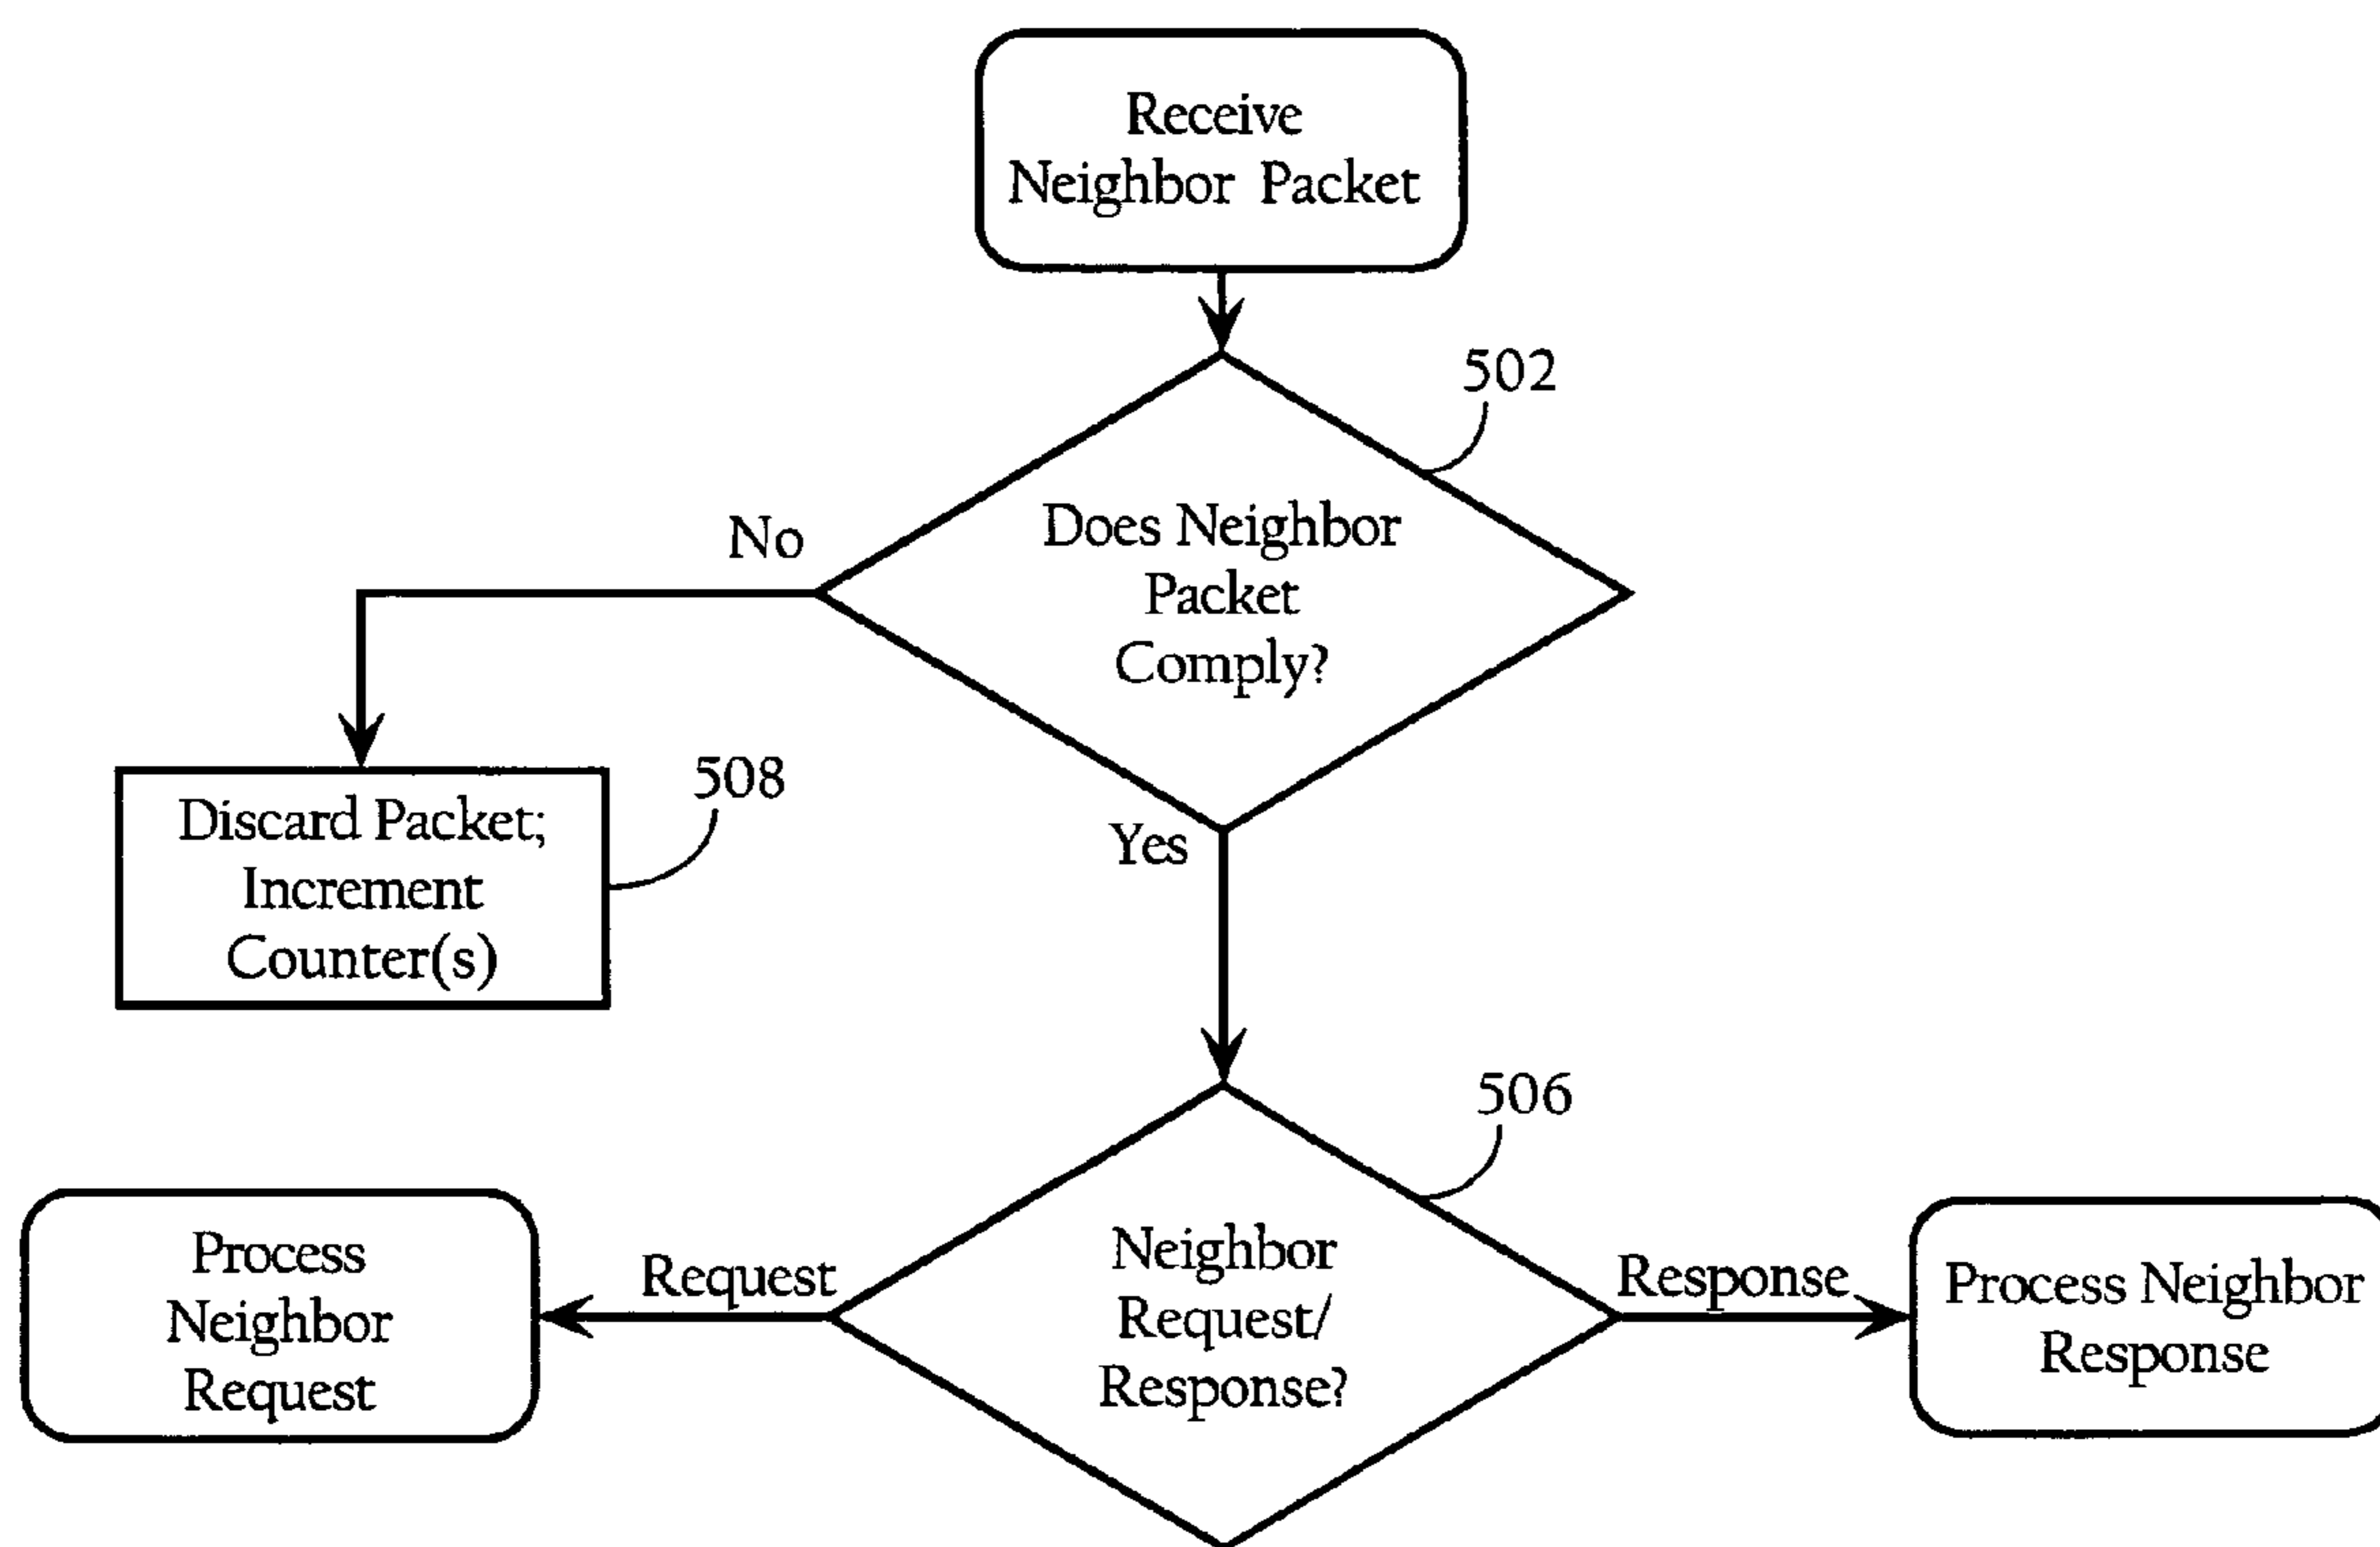 Receive
Neighbor Packet
502
Does Neighbor
Packet
Comply?
No
Yes
508
Discard Packet;
Increment
Counter(s)
506
Neighbor
Request/
Response?
Request
Response
Process
Neighbor
Request
Process Neighbor
Response